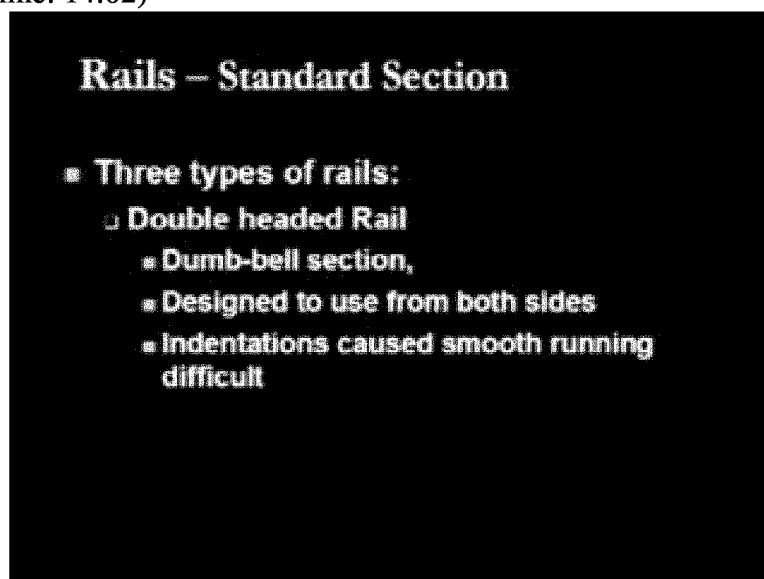 Rails – Standard Section
Three types of rails:
Double headed Rail
Dumb-bell section,
Designed to use from both sides
Indentations caused smooth running
difficult